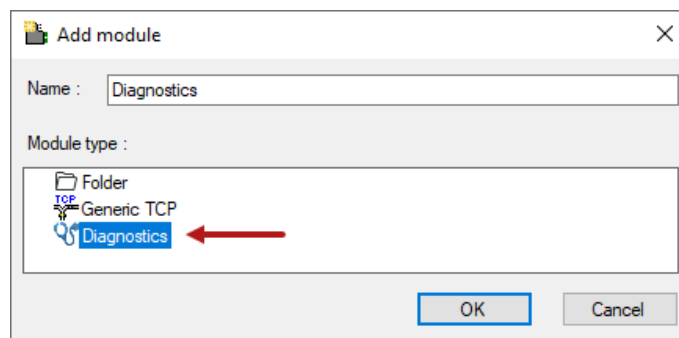 Add module
Name : Diagnostics
Module type :
Folder
TCP
Generic TCP
Diagnostics
OK Cancel